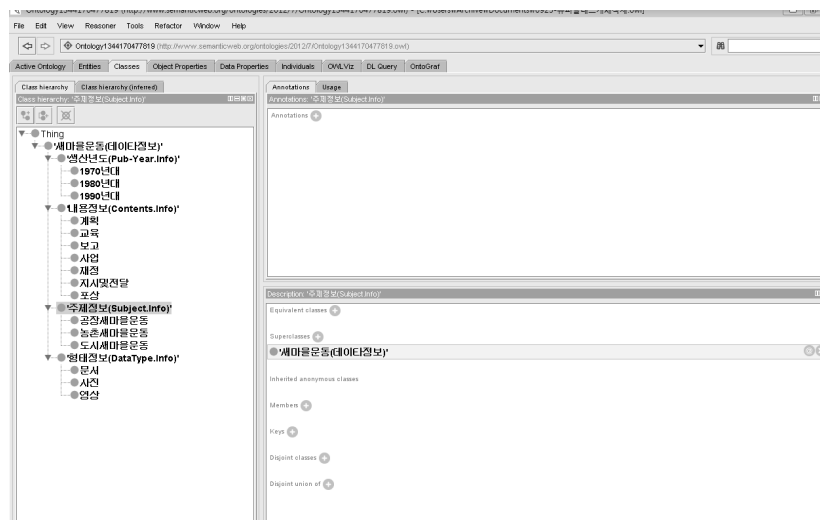 File Edit View Reasoner Tools Refactor Window Help
Ontology1344170477819 (http://www.semanticweb.org/ontologies/2012/7/Ontology1344170477819.owl)
Active Ontology Entities Classes Object Properties Data Properties Individuals OWLViz DL Query OntoGraf
Class hierarchy Class hierarchy (inferred)
Class hierarchy: '주제정보(Subject.Info)'
Thing
'새마을운동(데이타정보)'
'생산년도(Pub-Year.Info)'
1970년대
1980년대
1990년대
'내용정보(Contents.Info)'
계획
교육
보고
사업
재정
지시및전달
포상
'주제정보(Subject.Info)'
공장새마을운동
농촌새마을운동
도시새마을운동
'형태정보(DataType.Info)'
문서
사진
영상
Annotations Usage
Annotations: '주제정보(Subject.Info)'
Annotations
Description: '주제정보(Subject.Info)'
Equivalent classes
Superclasses
'새마을운동(데이타정보)'
Inherited anonymous classes
Members
Keys
Disjoint classes
Disjoint union of